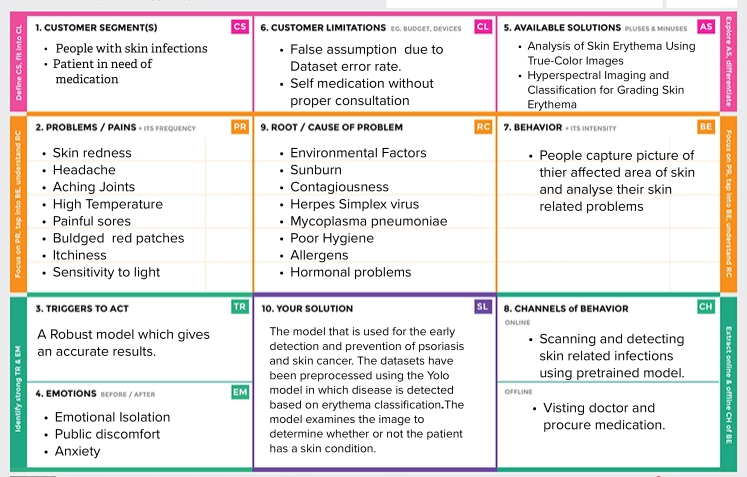 Define CS, fit into CL
1. CUSTOMER SEGMENT(S)
CS
• People with skin infections
• Patient in need of
medication
6. CUSTOMER LIMITATIONS EG. BUDGET, DEVICES
CL
• False assumption due to
Dataset error rate.
• Self medication without
proper consultation
5. AVAILABLE SOLUTIONS PLUSES & MINUSES
AS
• Analysis of Skin Erythema Using
True-Color Images
• Hyperspectral Imaging and
Classification for Grading Skin
Erythema
Explore AS, differentiate
Focus on PR, tap into BE, understand RC
2. PROBLEMS / PAINS + ITS FREQUENCY
PR
• Skin redness
• Headache
• Aching Joints
• High Temperature
• Painful sores
• Buldged red patches
• Itchiness
• Sensitivity to light
9. ROOT / CAUSE OF PROBLEM
RC
• Environmental Factors
• Sunburn
• Contagiousness
• Herpes Simplex virus
• Mycoplasma pneumoniae
• Poor Hygiene
• Allergens
• Hormonal problems
7. BEHAVIOR + ITS INTENSITY
BE
• People capture picture of
thier affected area of skin
and analyse their skin
related problems
Focus on PR, tap into BE, understand RC
Identify strong TR & EM
3. TRIGGERS TO ACT
TR
A Robust model which gives
an accurate results.
4. EMOTIONS BEFORE / AFTER
EM
• Emotional Isolation
• Public discomfort
• Anxiety
10. YOUR SOLUTION
SL
The model that is used for the early
detection and prevention of psoriasis
and skin cancer. The datasets have
been preprocessed using the Yolo
model in which disease is detected
based on erythema classification.The
model examines the image to
determine whether or not the patient
has a skin condition.
8. CHANNELS of BEHAVIOR
CH
ONLINE
• Scanning and detecting
skin related infections
using pretrained model.
OFFLINE
• Visting doctor and
procure medication.
Extract online & offline CH of BE